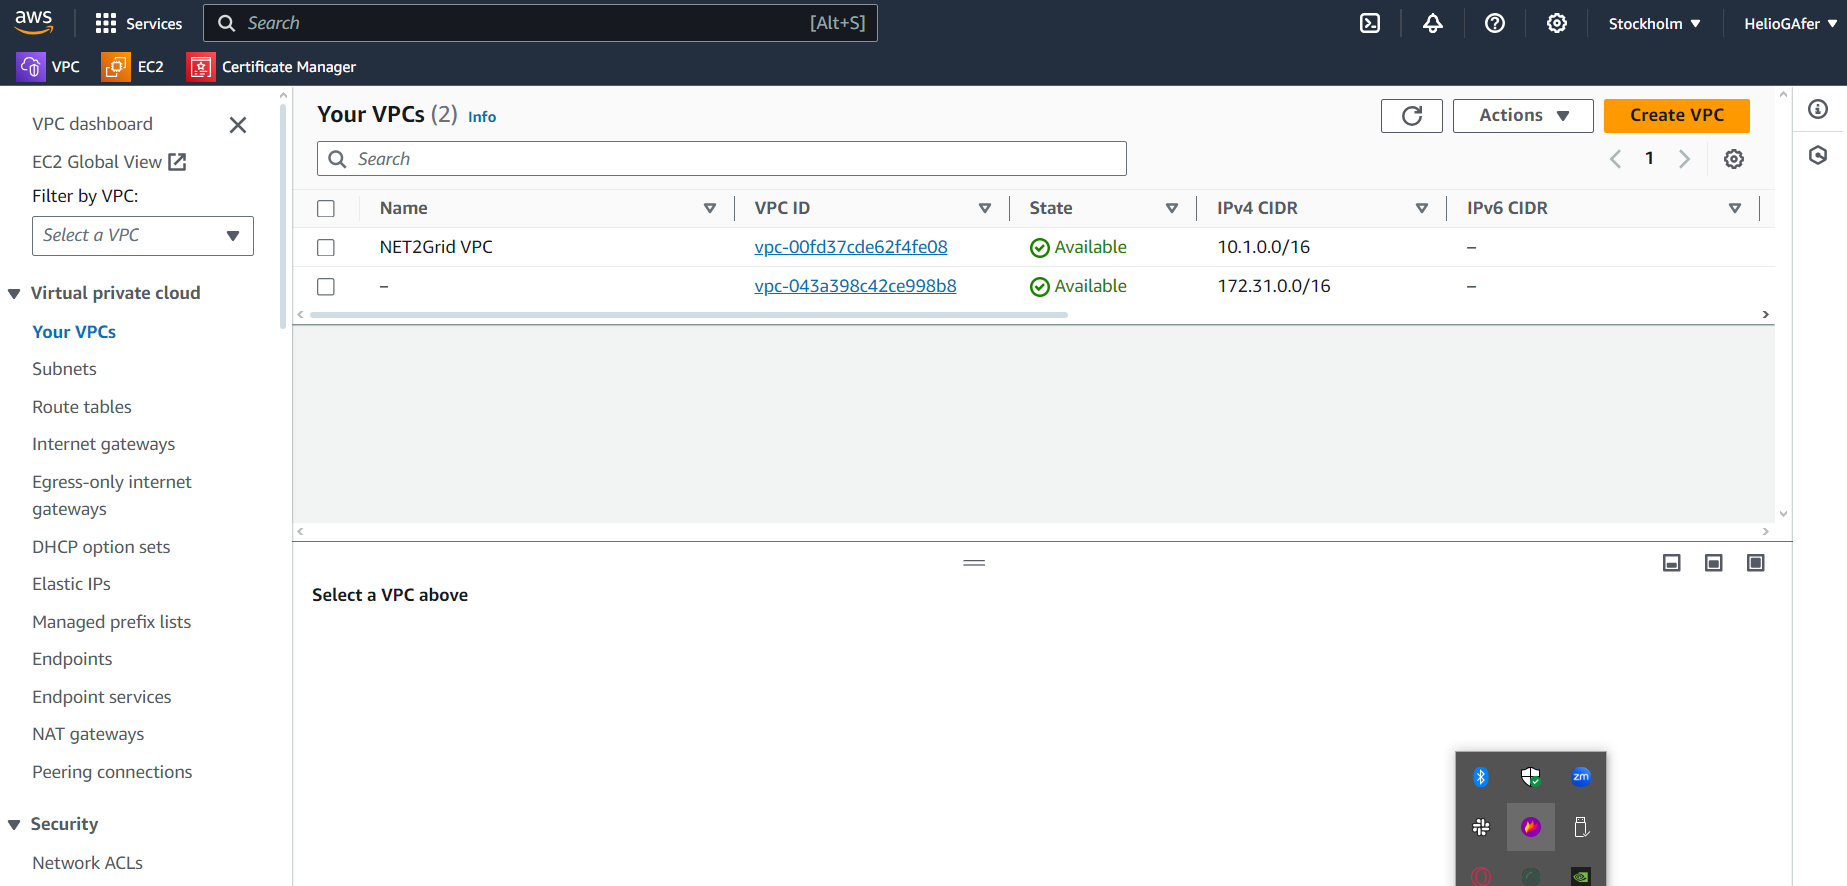 aws
Services
Search
[Alt+S]
Stockholm
HelioGAfer
VPC
EC2
Certificate Manager
VPC dashboard
EC2 Global View
Filter by VPC:
Select a VPC
Virtual private cloud
Your VPCs
Subnets
Route tables
Internet gateways
Egress-only internet
gateways
DHCP option sets
Elastic IPs
Managed prefix lists
Endpoints
Endpoint services
NAT gateways
Peering connections
Security
Network ACLs
Your VPCs (2) Info
Actions
Create VPC
Search
1
Name VPC ID State IPv4 CIDR IPv6 CIDR
NET2Grid VPC vpc-00fd37cde62f4fe08 Available 10.1.0.0/16 –
– vpc-043a398c42ce998b8 Available 172.31.0.0/16 –
Select a VPC above
zm